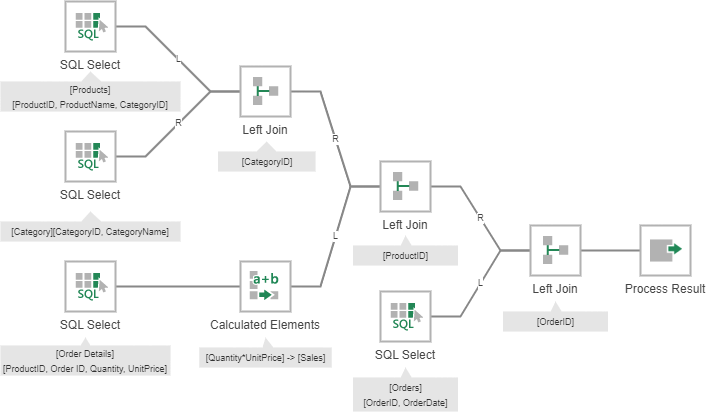 SQL
SQL Select
[Products]
[ProductID, ProductName, CategoryID]
L
R
Left Join
[CategoryID]
SQL
SQL Select
[Category][CategoryID, CategoryName]
R
L
Left Join
[ProductID]
SQL
SQL Select
[Order Details]
[ProductID, Order ID, Quantity, UnitPrice]
a+b
Calculated Elements
[Quantity*UnitPrice] -> [Sales]
R
L
Left Join
[OrderID]
Process Result
SQL
SQL Select
[Orders]
[OrderID, OrderDate]